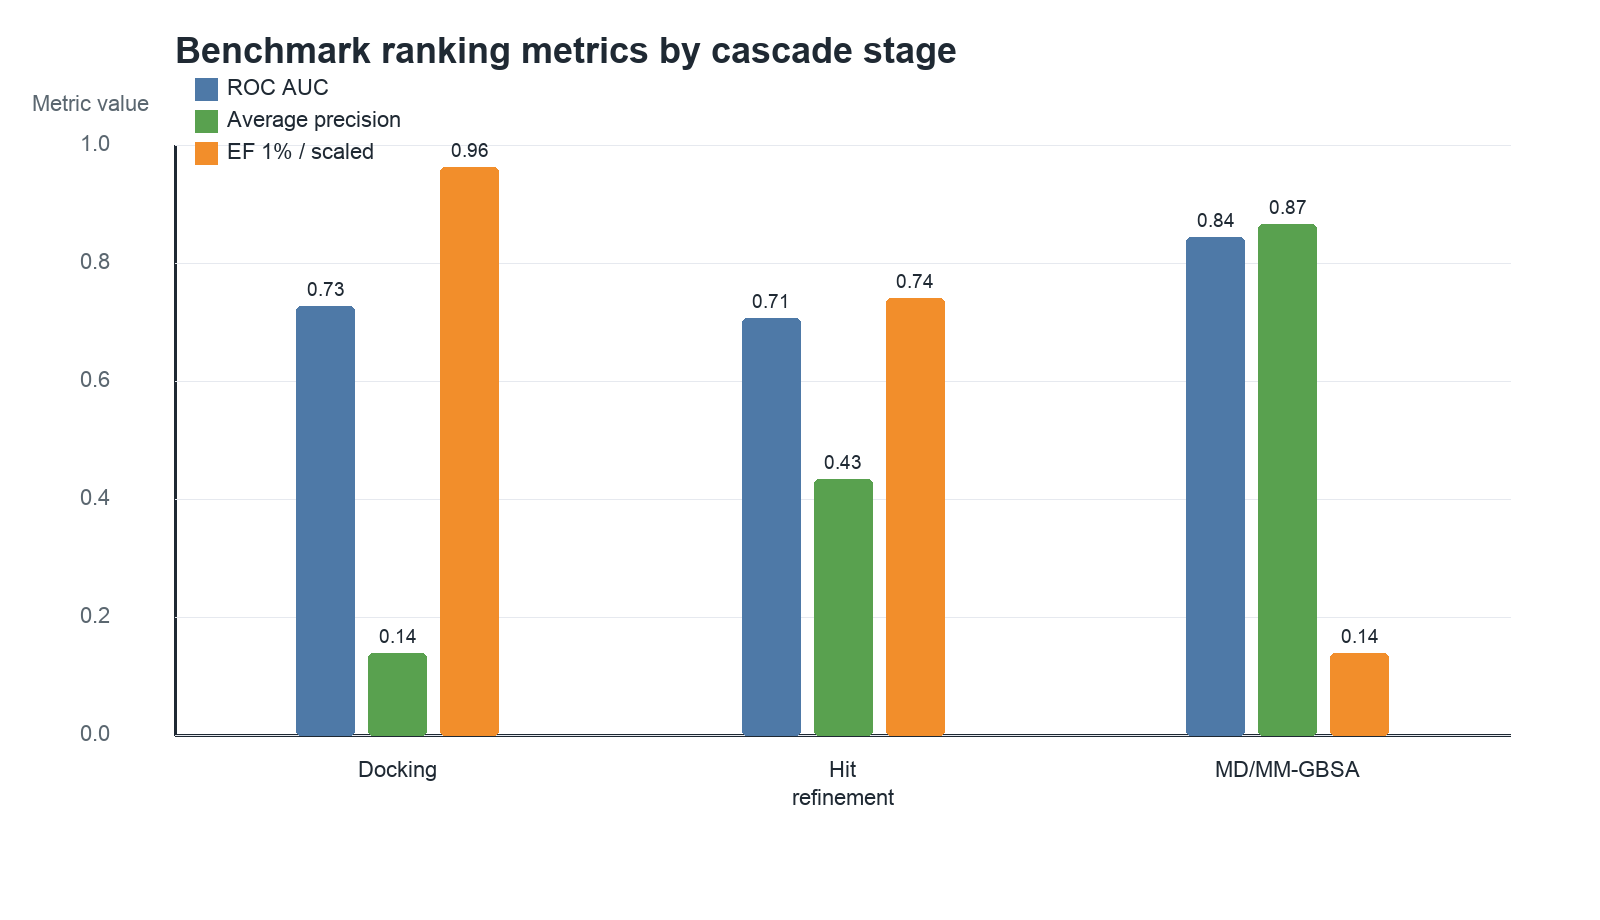 Benchmark ranking metrics by cascade stage
ROC AUC
Average precision
EF 1% / scaled
Metric value
1.0
0.8
0.6
0.4
0.2
0.0
0.73
0.14
0.96
0.71
0.43
0.74
0.84
0.87
0.14
Docking
Hit
refinement
MD/MM-GBSA